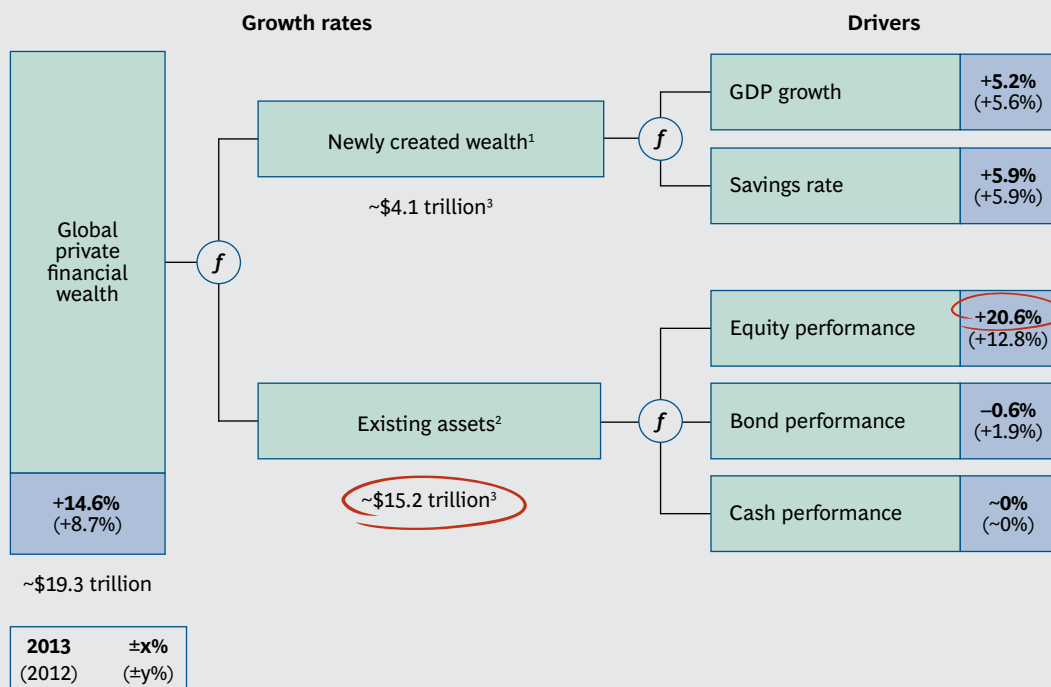 Growth rates
Drivers
Global
private
financial
wealth
+14.6%
(+8.7%)
~$19.3 trillion
f
Newly created wealth¹
~$4.1 trillion³
f
GDP growth
+5.2%
(+5.6%)
Savings rate
+5.9%
(+5.9%)
Existing assets²
~$15.2 trillion³
f
Equity performance
+20.6%
(+12.8%)
Bond performance
–0.6%
(+1.9%)
Cash performance
~0%
(~0%)
2013 ±x%
(2012) (±y%)